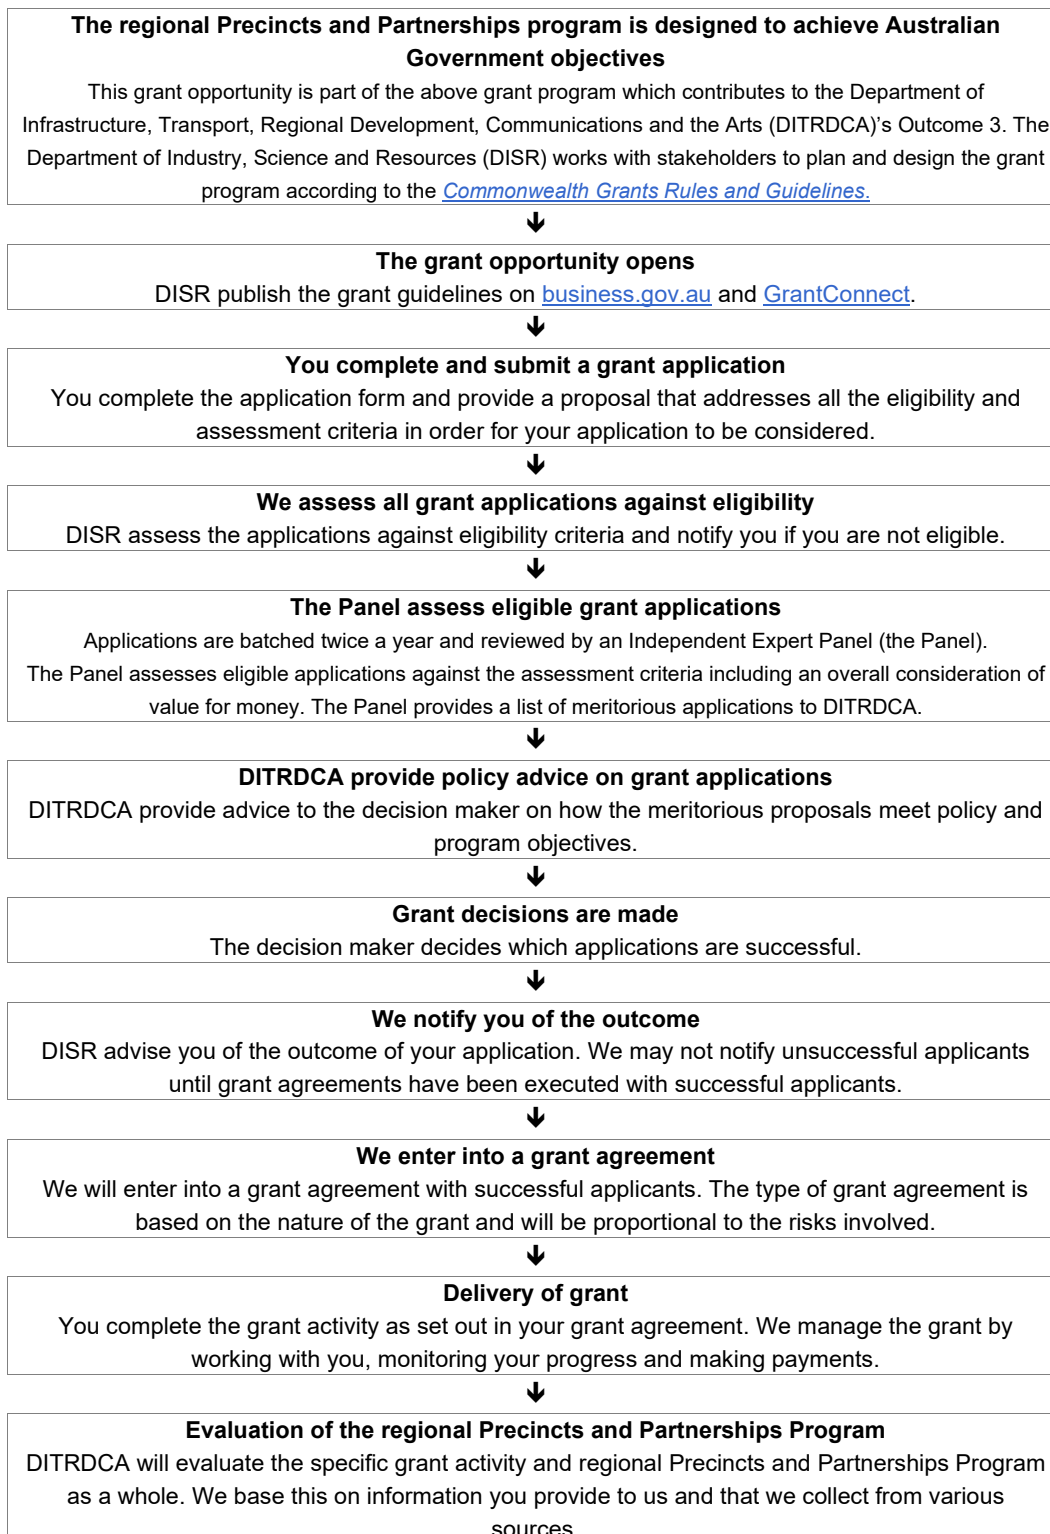 The regional Precincts and Partnerships program is designed to achieve Australian
Government objectives
This grant opportunity is part of the above grant program which contributes to the Department of
Infrastructure, Transport, Regional Development, Communications and the Arts (DITRDCA)'s Outcome 3. The
Department of Industry, Science and Resources (DISR) works with stakeholders to plan and design the grant
program according to the Commonwealth Grants Rules and Guidelines.
The grant opportunity opens
DISR publish the grant guidelines on business.gov.au and GrantConnect.
You complete and submit a grant application
You complete the application form and provide a proposal that addresses all the eligibility and
assessment criteria in order for your application to be considered.
We assess all grant applications against eligibility
DISR assess the applications against eligibility criteria and notify you if you are not eligible.
The Panel assess eligible grant applications
Applications are batched twice a year and reviewed by an Independent Expert Panel (the Panel).
The Panel assesses eligible applications against the assessment criteria including an overall consideration of
value for money. The Panel provides a list of meritorious applications to DITRDCA.
DITRDCA provide policy advice on grant applications
DITRDCA provide advice to the decision maker on how the meritorious proposals meet policy and
program objectives.
Grant decisions are made
The decision maker decides which applications are successful.
We notify you of the outcome
DISR advise you of the outcome of your application. We may not notify unsuccessful applicants
until grant agreements have been executed with successful applicants.
We enter into a grant agreement
We will enter into a grant agreement with successful applicants. The type of grant agreement is
based on the nature of the grant and will be proportional to the risks involved.
Delivery of grant
You complete the grant activity as set out in your grant agreement. We manage the grant by
working with you, monitoring your progress and making payments.
Evaluation of the regional Precincts and Partnerships Program
DITRDCA will evaluate the specific grant activity and regional Precincts and Partnerships Program
as a whole. We base this on information you provide to us and that we collect from various
sources